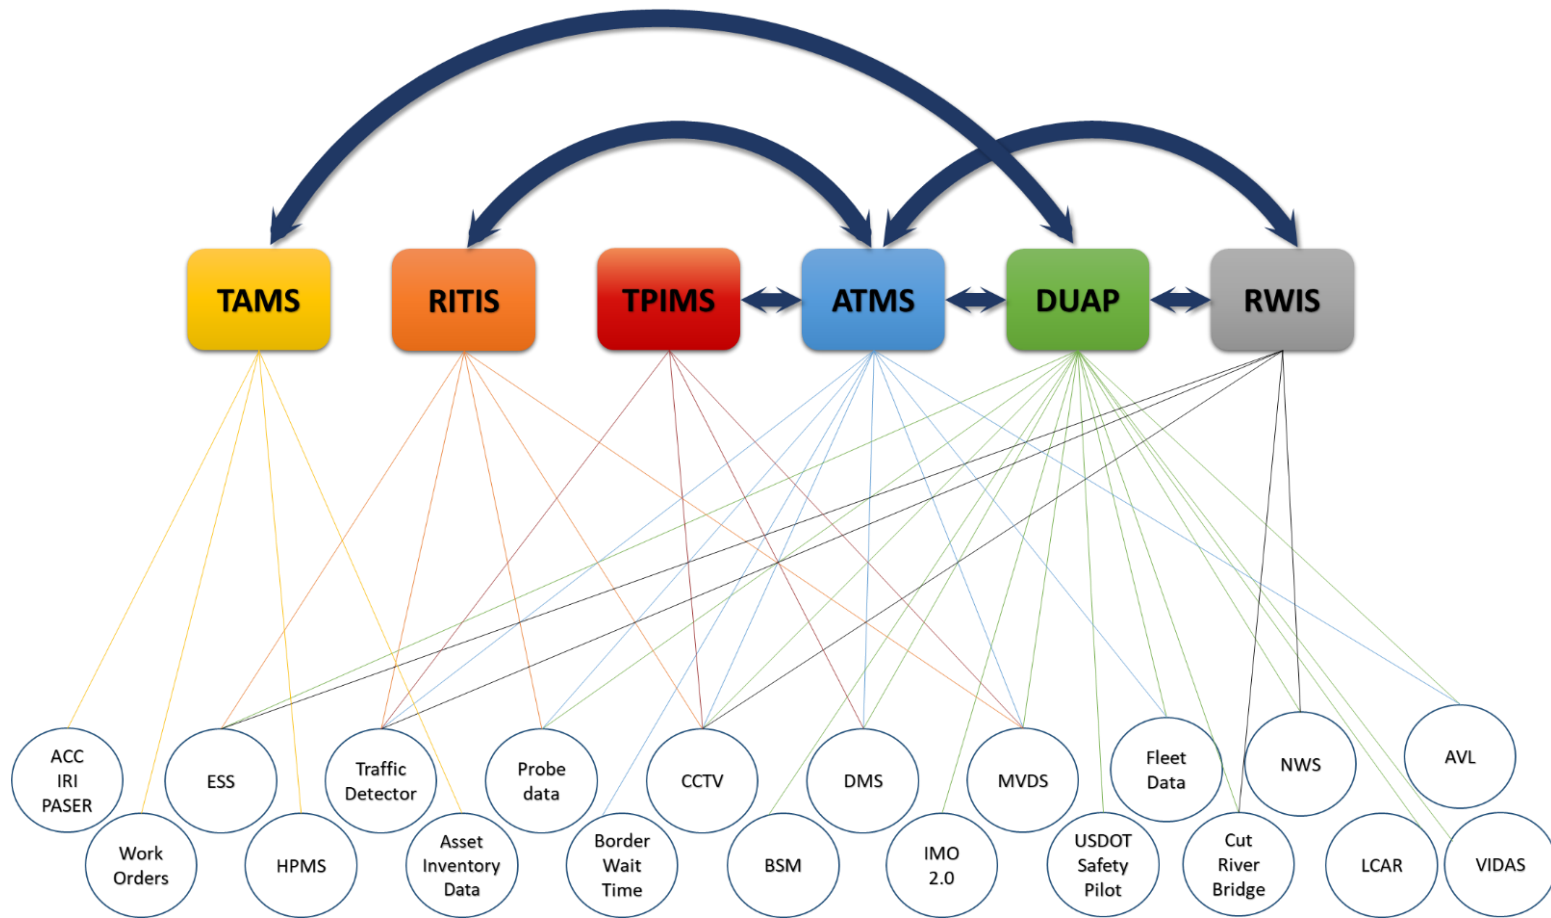 TAMS
RITIS
TPIMS
ATMS
DUAP
RWIS
ACC
IRI
PASER
ESS
Traffic
Detector
Probe
data
CCTV
DMS
MVDS
Fleet
Data
NWS
AVL
Work
Orders
HPMS
Asset
Inventory
Data
Border
Wait
Time
BSM
IMO
2.0
USDOT
Safety
Pilot
Cut
River
Bridge
LCAR
VIDAS